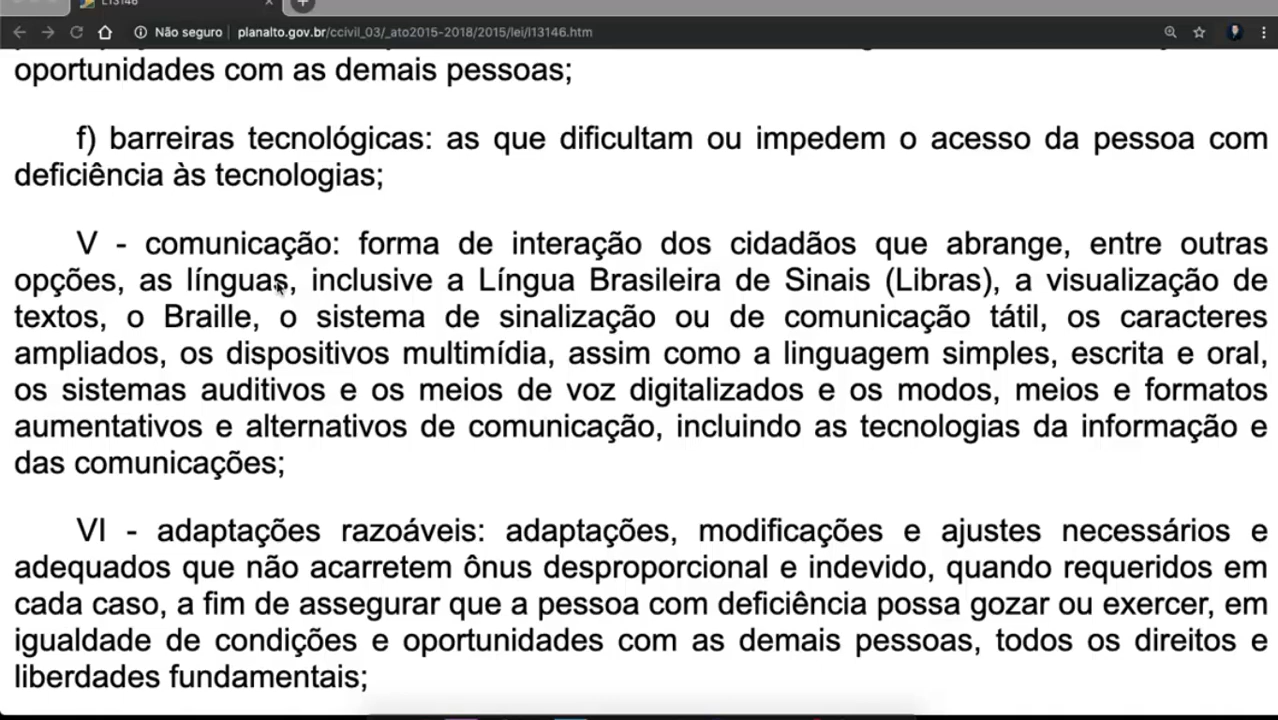 L13146
Não seguro planalto.gov.br/ccivil_03/_ato2015-2018/2015/lei/l13146.htm
oportunidades com as demais pessoas;
f) barreiras tecnológicas: as que dificultam ou impedem o acesso da pessoa com
deficiência às tecnologias;
V - comunicação: forma de interação dos cidadãos que abrange, entre outras
opções, as línguas, inclusive a Língua Brasileira de Sinais (Libras), a visualização de
textos, o Braille, o sistema de sinalização ou de comunicação tátil, os caracteres
ampliados, os dispositivos multimídia, assim como a linguagem simples, escrita e oral,
os sistemas auditivos e os meios de voz digitalizados e os modos, meios e formatos
aumentativos e alternativos de comunicação, incluindo as tecnologias da informação e
das comunicações;
VI - adaptações razoáveis: adaptações, modificações e ajustes necessários e
adequados que não acarretem ônus desproporcional e indevido, quando requeridos em
cada caso, a fim de assegurar que a pessoa com deficiência possa gozar ou exercer, em
igualdade de condições e oportunidades com as demais pessoas, todos os direitos e
liberdades fundamentais;